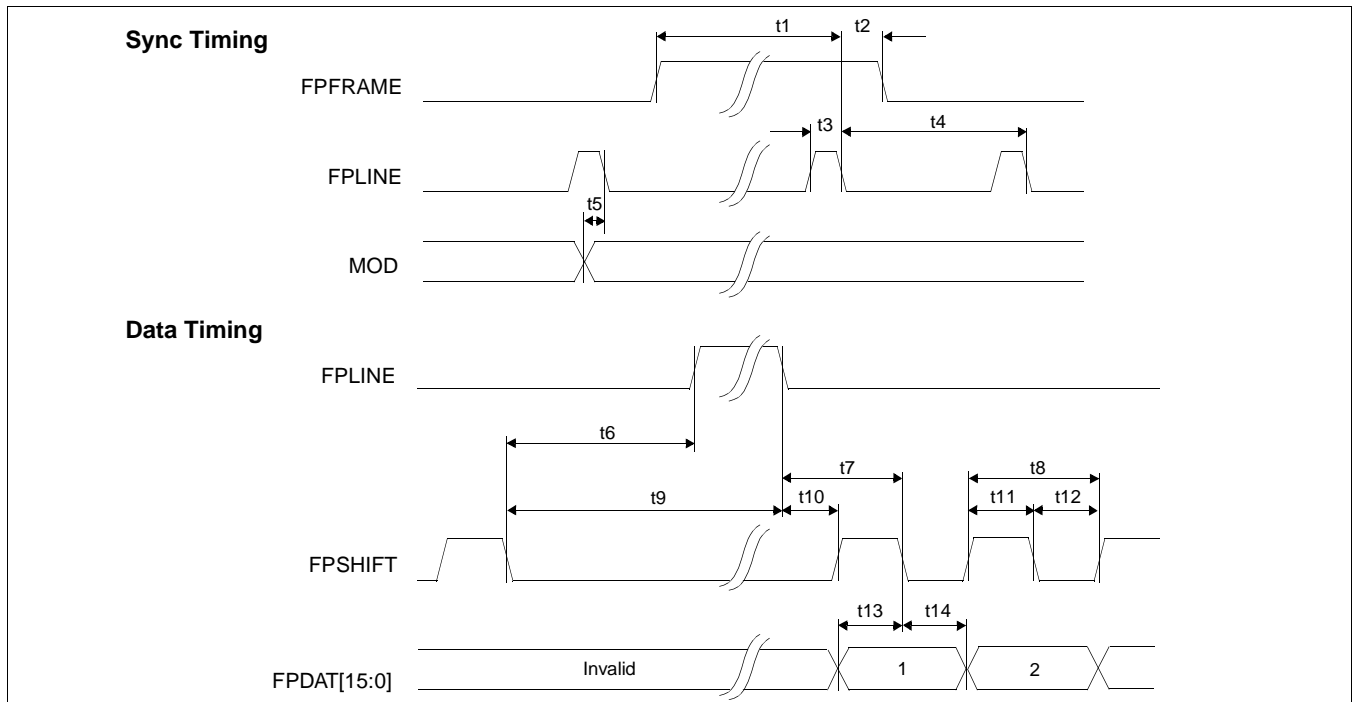 Sync Timing
t1
t2
FPFRAME
t3
t4
FPLINE
t5
MOD
Data Timing
FPLINE
t6
t7
t8
t9
t10
t11
t12
FPSHIFT
t13
t14
FPDAT[15:0]
Invalid
1
2